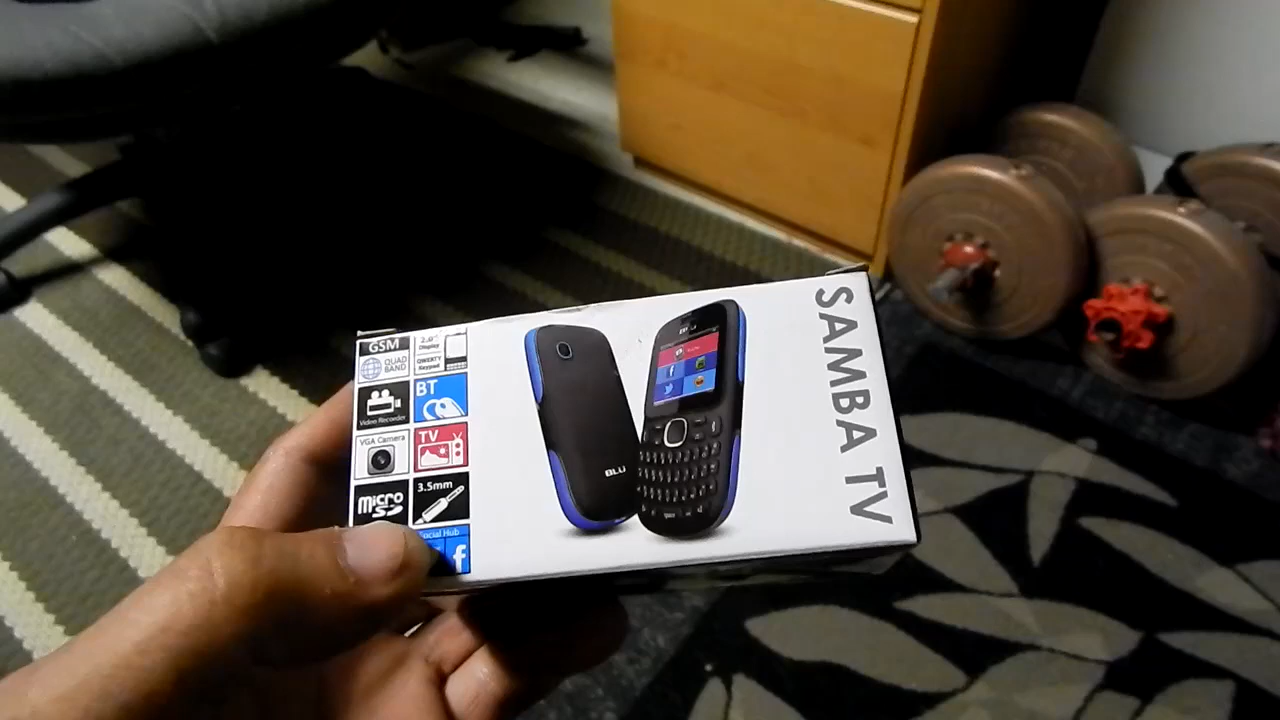 GSM
QUAD
BAND
2.0"
Display
QWERTY
Keypad
Video Recorder
BT
VGA Camera
TV
micro
SD
3.5mm
Social Hub
f
BLU
f
SAMBA TV